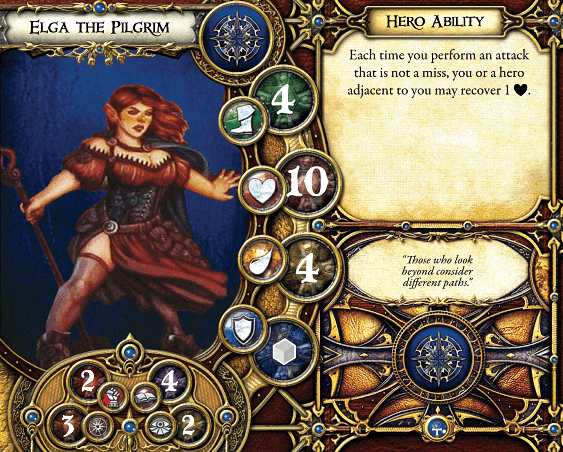 Elga the Pilgrim
Hero Ability
Each time you perform an attack
that is not a miss, you or a hero
adjacent to you may recover 1 ♥.
4
10
4
"Those who look
beyond consider
different paths."
2 4
3 2
T